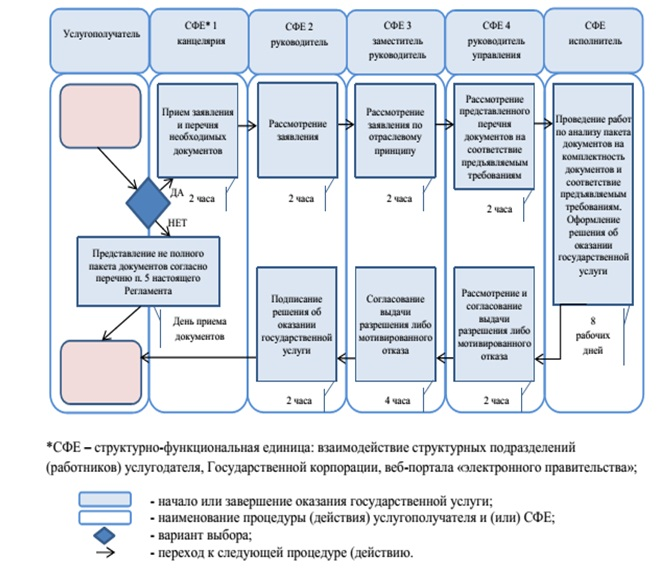 Услугополучатель
СФЕ* 1
канцелярия
СФЕ 2
руководитель
СФЕ 3
заместитель
руководитель
СФЕ 4
руководитель
управления
СФЕ
исполнитель
Прием заявления
и перечня
необходимых
документов
Рассмотрение
заявления
Рассмотрение
заявления по
отраслевому
принципу
Рассмотрение
представленного
перечня
документов на
соответствие
предъявляемым
требованиям
Проведение работ
по анализу пакета
документов на
комплектность
документов и
соответствие
предъявляемым
требованиям.
Оформление
решения об
оказании
государственной
услуги
ДА
2 часа
2 часа
2 часа
2 часа
НЕТ
Представление не полного
пакета документов согласно
перечню п. 5 настоящего
Регламента
День приема
документов
Подписание
решения об
оказании
государственной
услуги
Согласование
выдачи
разрешения либо
мотивированного
отказа
Рассмотрение и
согласование
выдачи
разрешения либо
мотивированного
отказа
8
рабочих
дней
2 часа
4 часа
2 часа
*СФЕ – структурно-функциональная единица: взаимодействие структурных подразделений
(работников) услугодателя, Государственной корпорации, веб-портала «электронного правительства»;
- начало или завершение оказания государственной услуги;
- наименование процедуры (действия) услугополучателя и (или) СФЕ;
- вариант выбора;
- переход к следующей процедуре (действию.